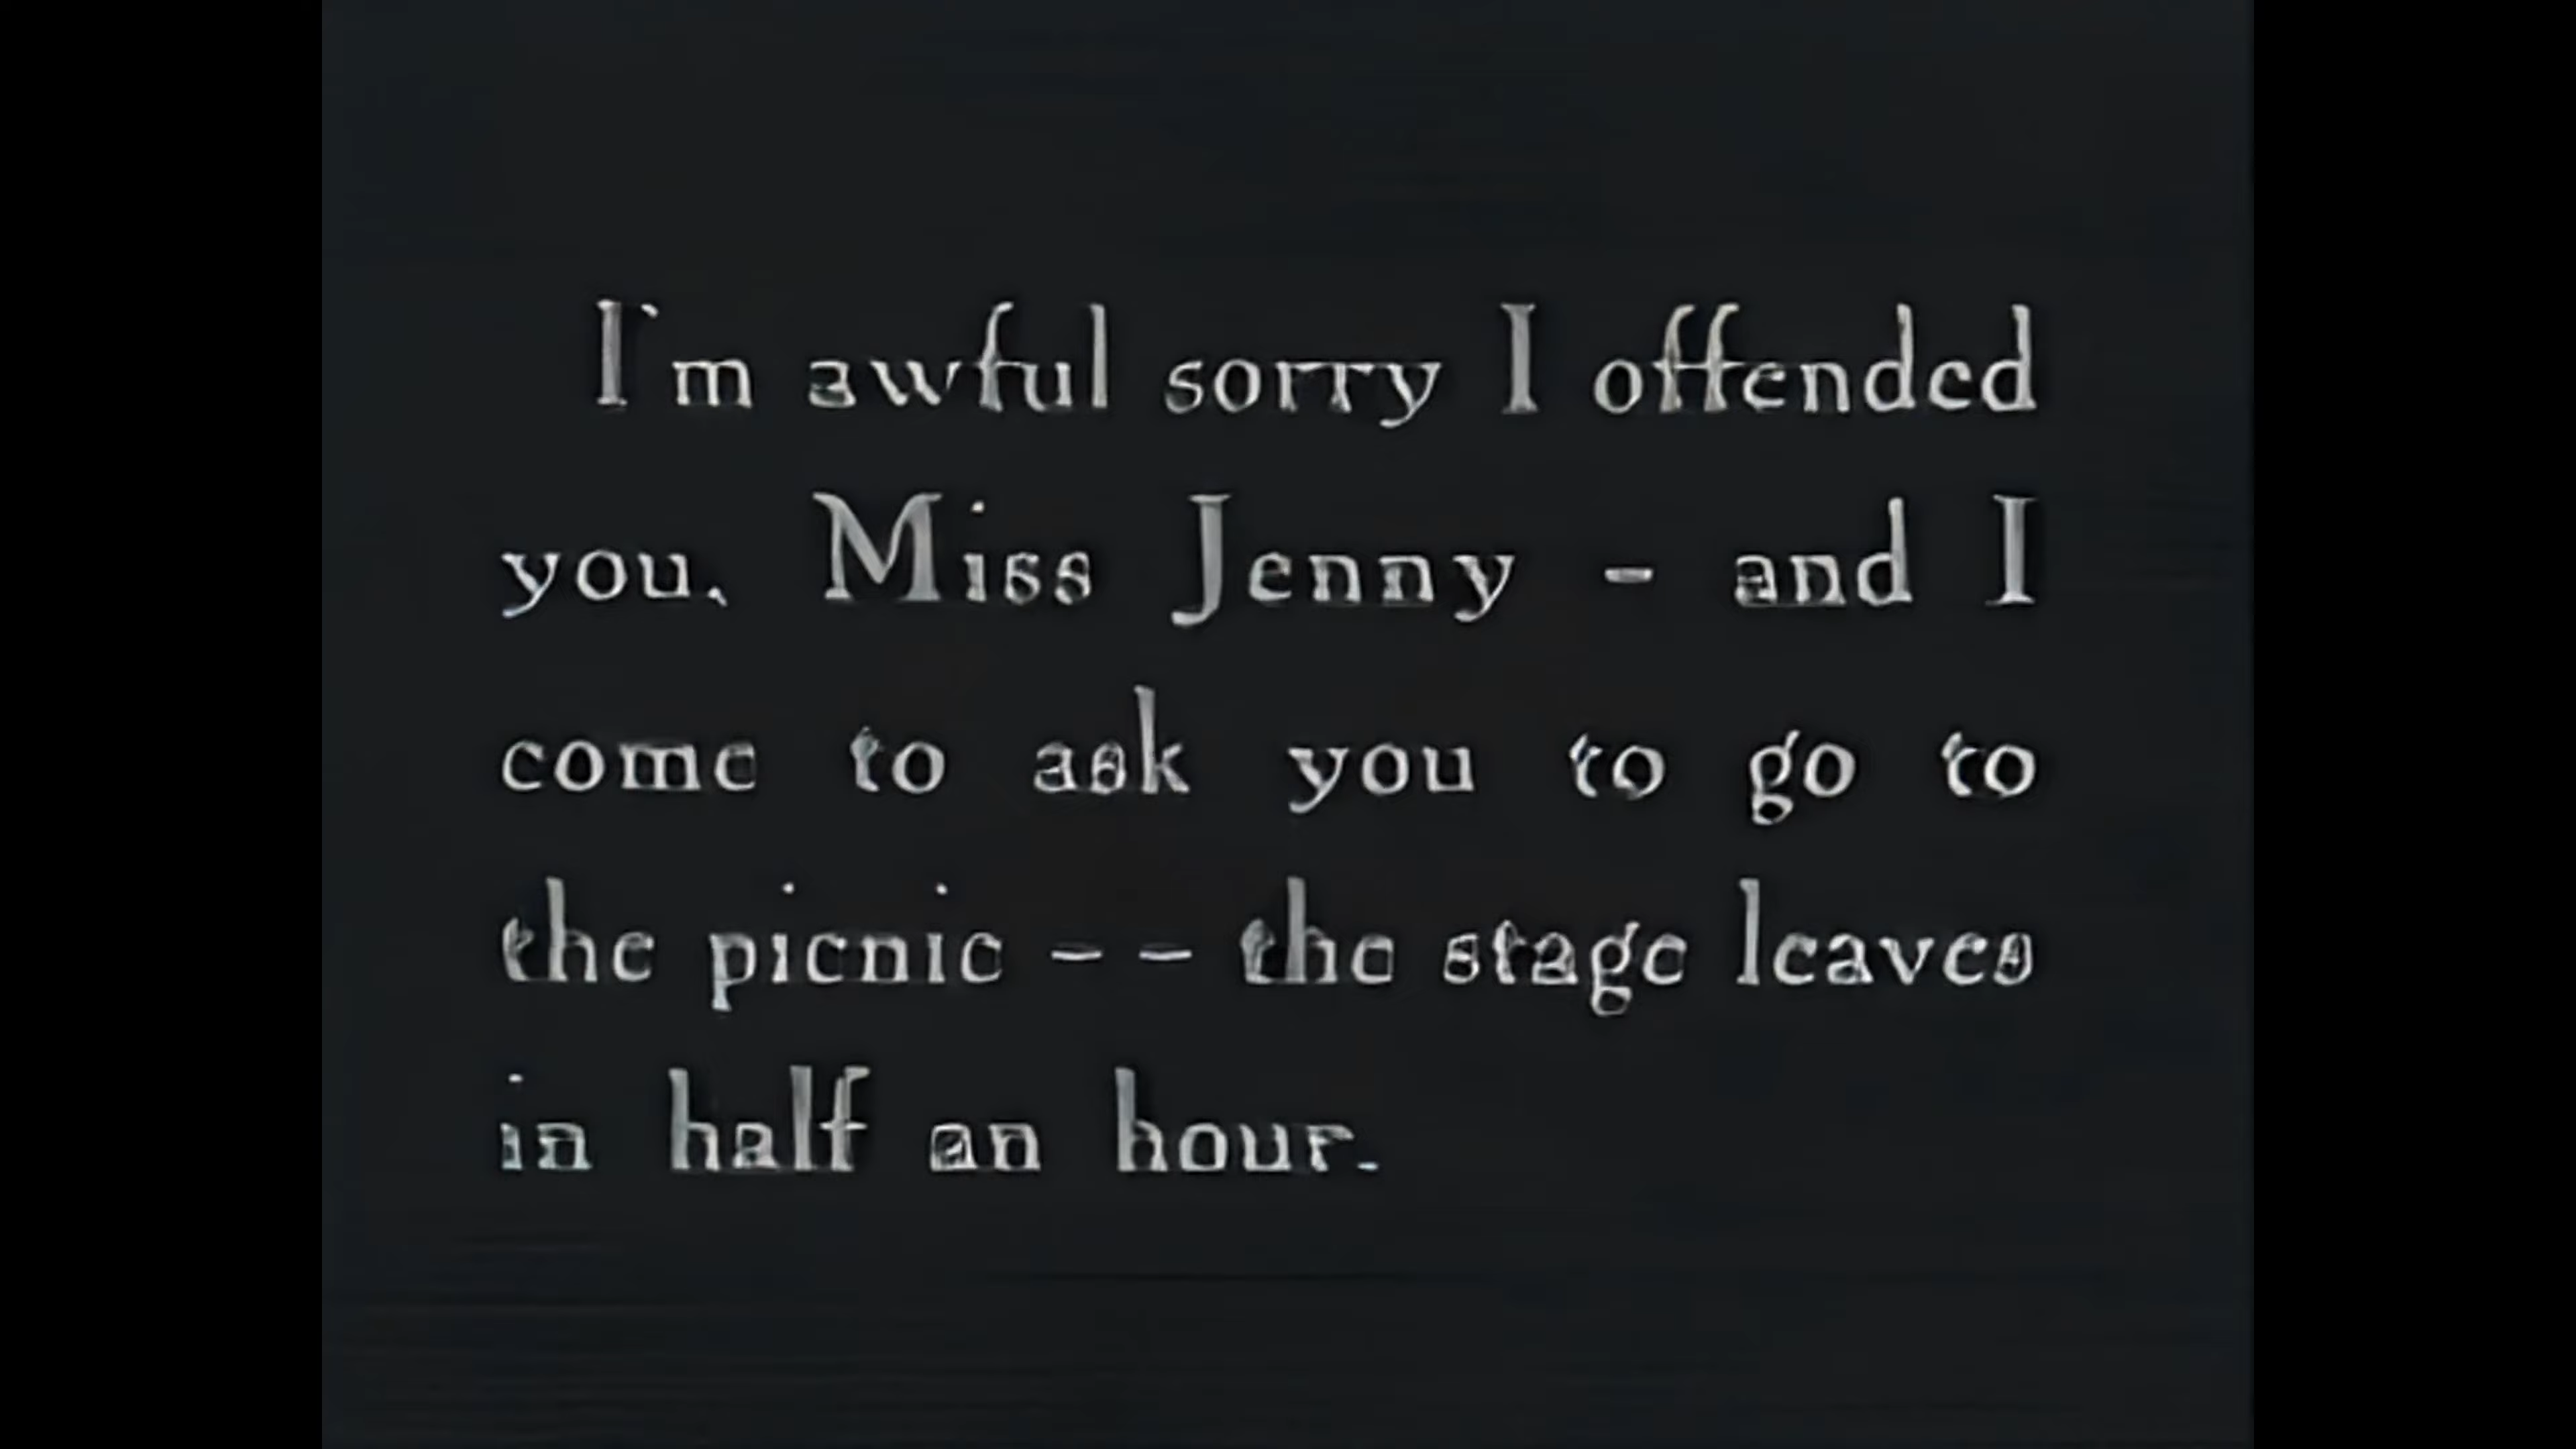 I'm awful sorry I offended
you, Miss Jenny - and I
come to ask you to go to
the picnic -- the stage leaves
in half an hour.